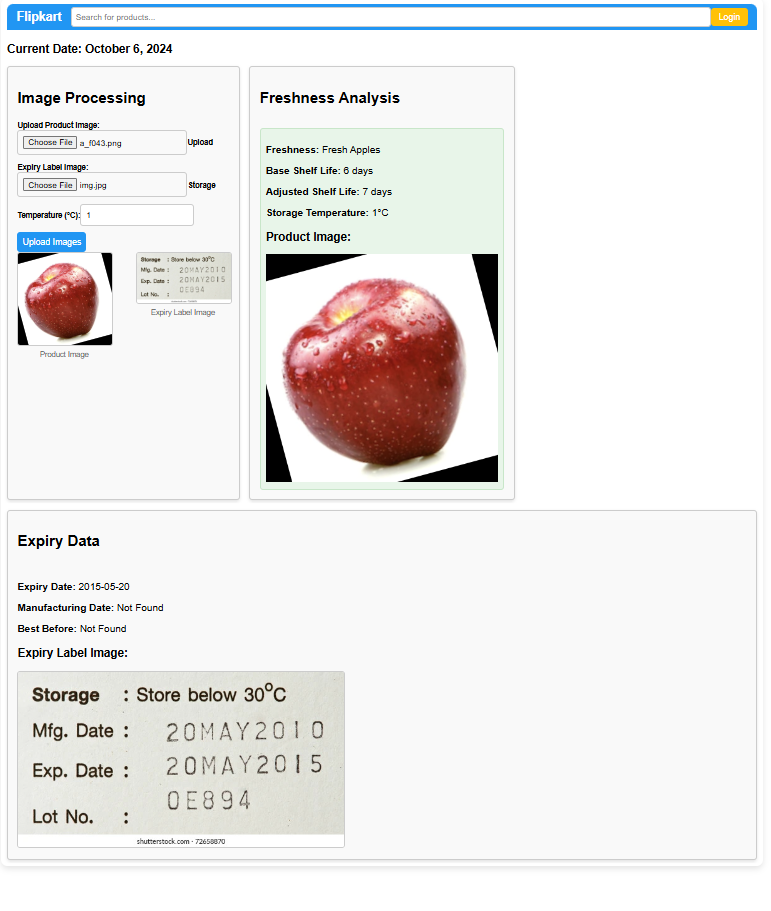 Flipkart Search for products... Login
Current Date: October 6, 2024
Image Processing
Upload Product Image:
Choose File a_f043.png Upload
Expiry Label Image:
Choose File img.jpg Storage
Temperature (°C): 1
Upload Images
Storage : Store below 30°C
Mfg. Date : 20MAY2010
Exp. Date : 20MAY2015
Lot No. : 0E894
Product Image
Expiry Label Image
Freshness Analysis
Freshness: Fresh Apples
Base Shelf Life: 6 days
Adjusted Shelf Life: 7 days
Storage Temperature: 1°C
Product Image:
Expiry Data
Expiry Date: 2015-05-20
Manufacturing Date: Not Found
Best Before: Not Found
Expiry Label Image:
Storage : Store below 30°C
Mfg. Date : 20MAY2010
Exp. Date : 20MAY2015
Lot No. : 0E894
shutterstock.com · 72658870